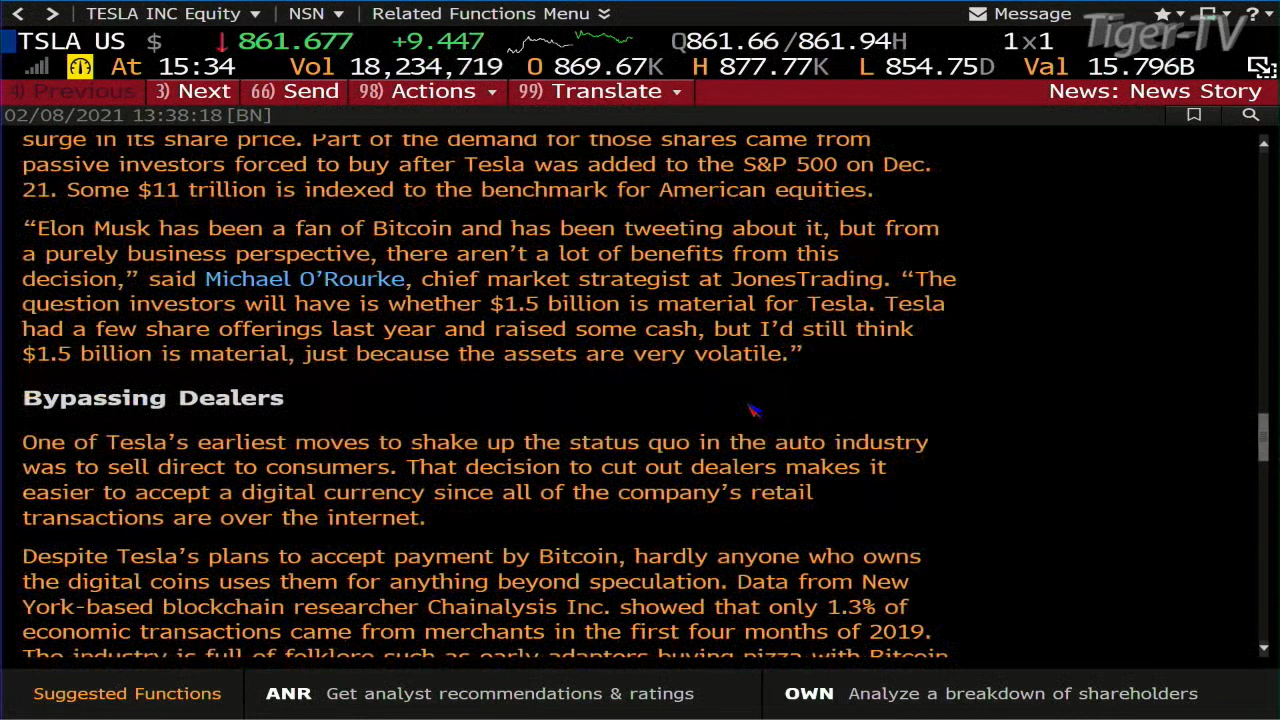 < > TESLA INC Equity NSN Related Functions Menu Message ?
Tiger-TV
TSLA US $ ↓861.677 +9.447 Q861.66/861.94H 1x1
At 15:34 Vol 18,234,719 O 869.67K H 877.77K L 854.75D Val 15.796B
4) Previous 3) Next 66) Send 98) Actions 99) Translate News: News Story
02/08/2021 13:38:18[BN]
surge in its share price. Part of the demand for those shares came from
passive investors forced to buy after Tesla was added to the S&P 500 on Dec.
21. Some $11 trillion is indexed to the benchmark for American equities.
“Elon Musk has been a fan of Bitcoin and has been tweeting about it, but from
a purely business perspective, there aren’t a lot of benefits from this
decision,” said Michael O’Rourke, chief market strategist at JonesTrading. “The
question investors will have is whether $1.5 billion is material for Tesla. Tesla
had a few share offerings last year and raised some cash, but I’d still think
$1.5 billion is material, just because the assets are very volatile.”
Bypassing Dealers
One of Tesla’s earliest moves to shake up the status quo in the auto industry
was to sell direct to consumers. That decision to cut out dealers makes it
easier to accept a digital currency since all of the company’s retail
transactions are over the internet.
Despite Tesla’s plans to accept payment by Bitcoin, hardly anyone who owns
the digital coins uses them for anything beyond speculation. Data from New
York-based blockchain researcher Chainalysis Inc. showed that only 1.3% of
economic transactions came from merchants in the first four months of 2019.
The industry is full of folklore such as early adopters buying pizza with Bitcoin
Suggested Functions ANR Get analyst recommendations & ratings OWN Analyze a breakdown of shareholders